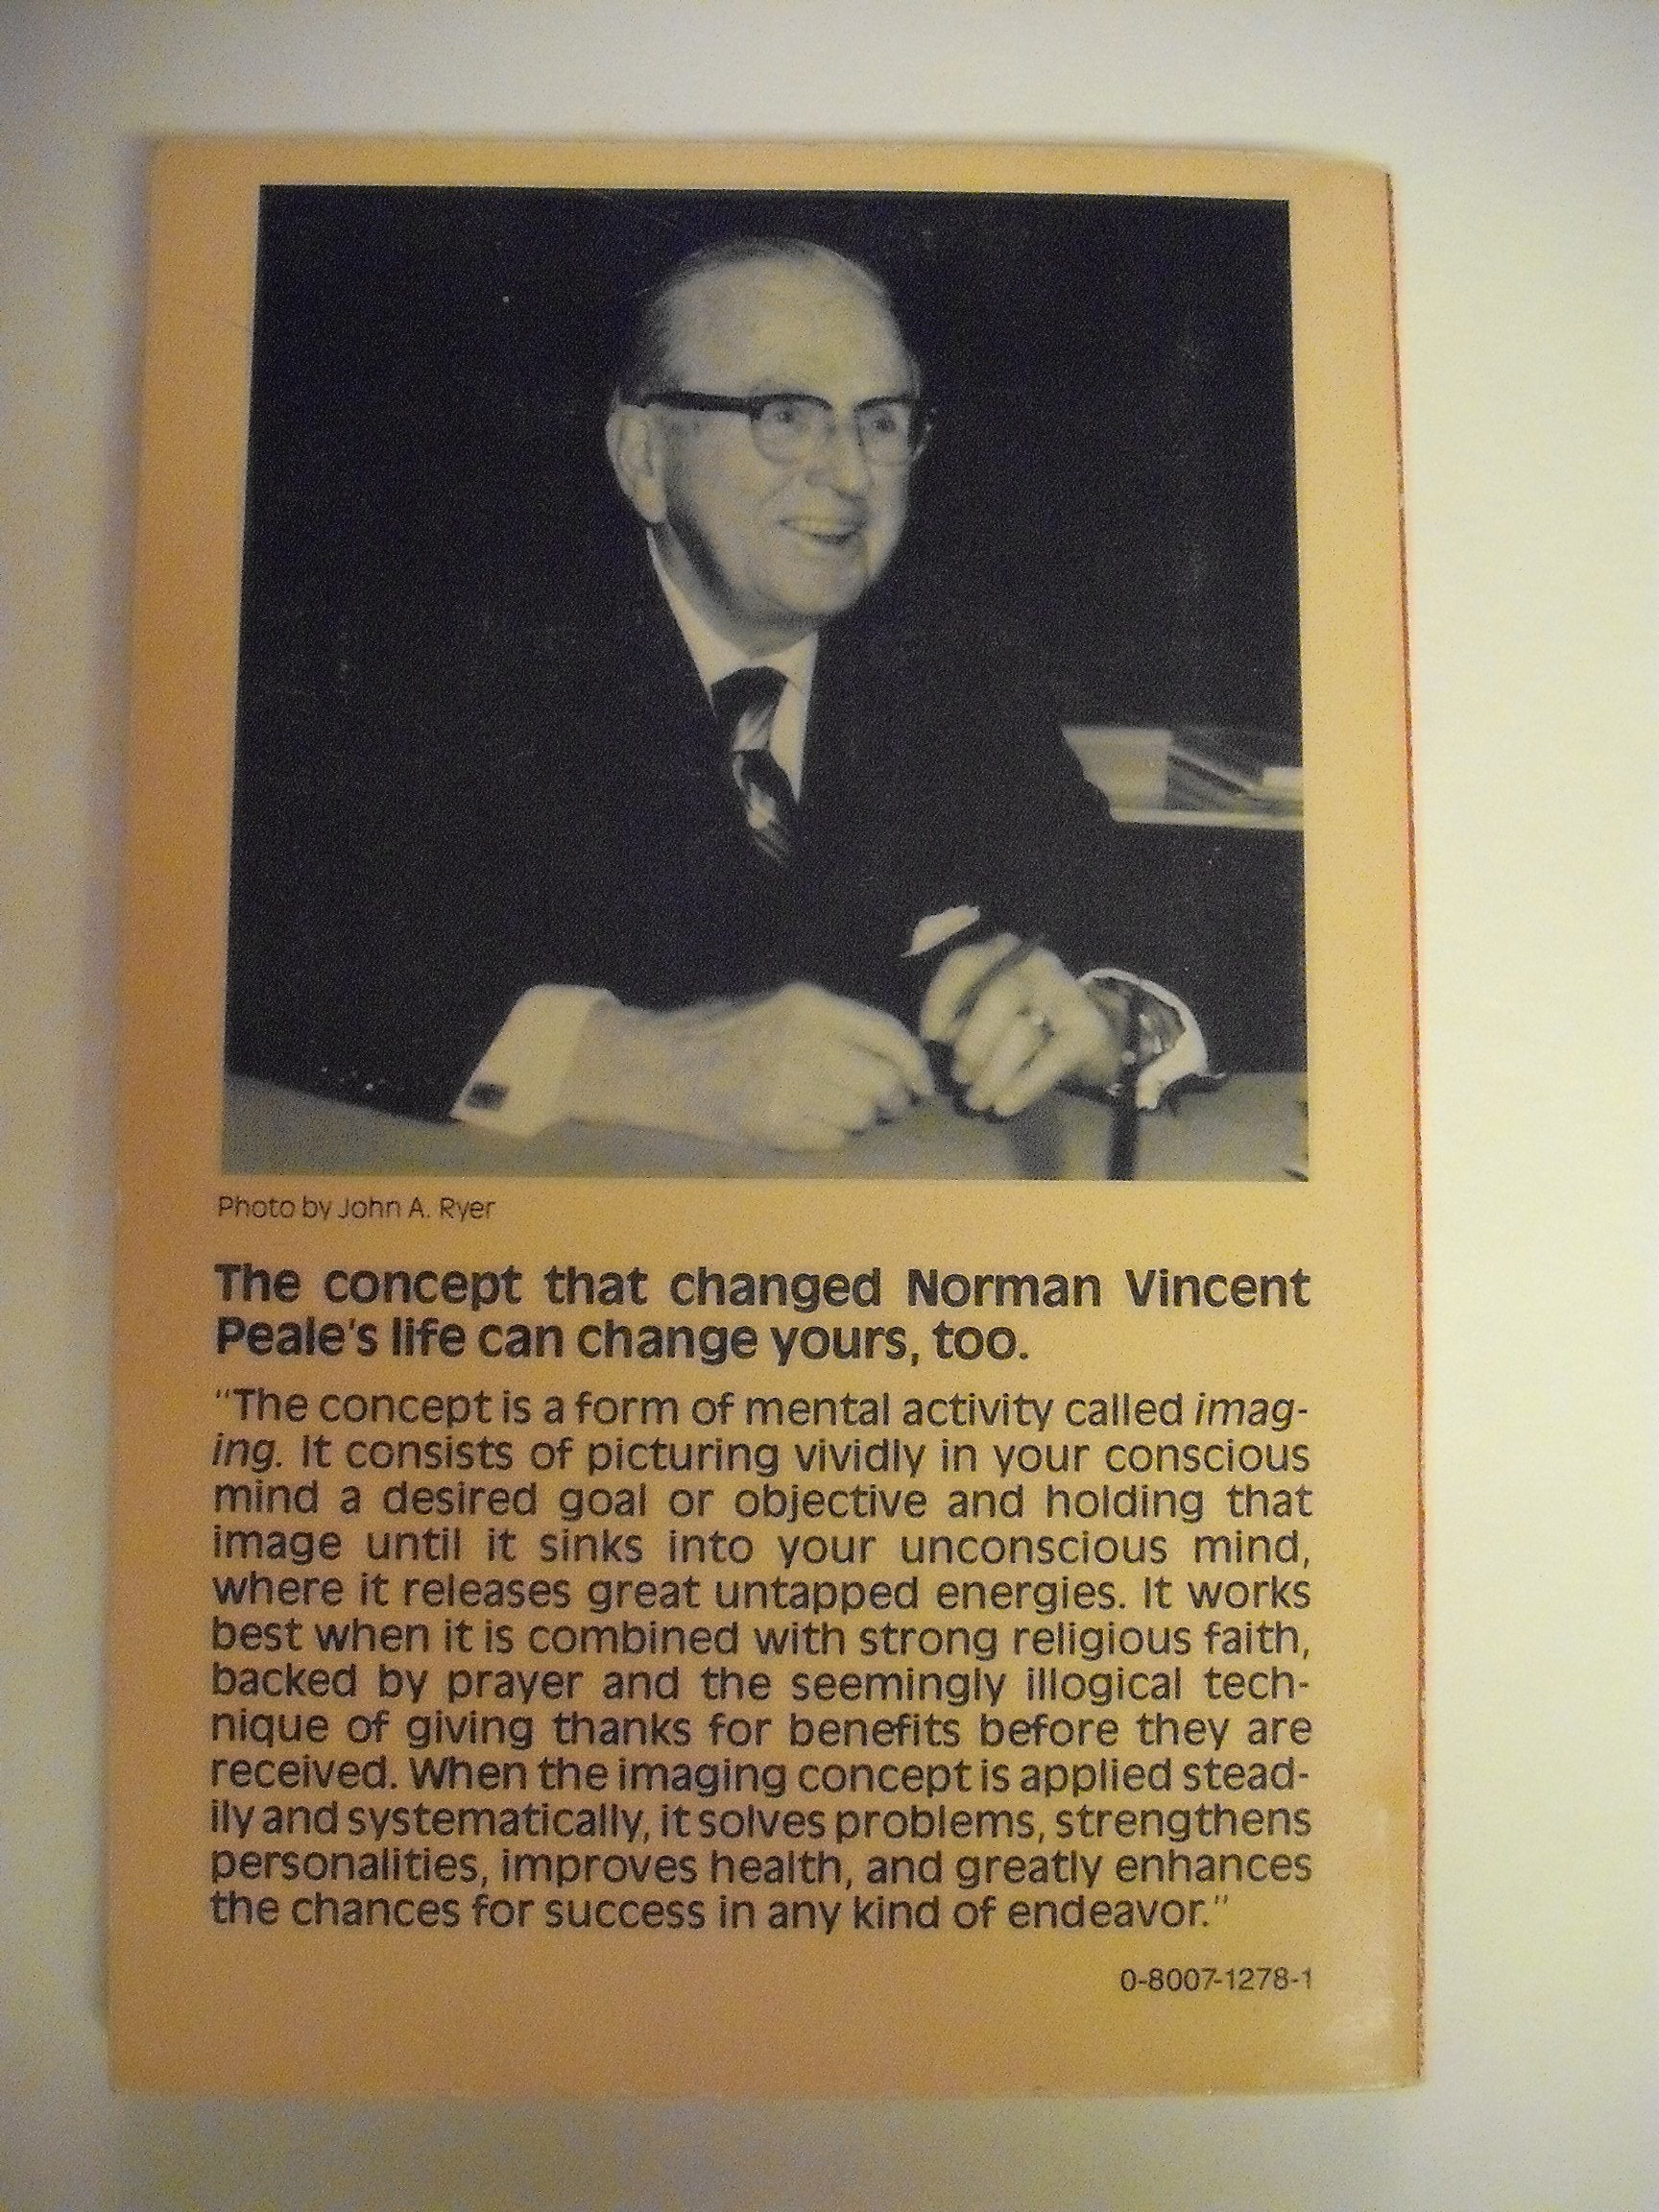 Photo by John A. Ryer
The concept that changed Norman Vincent
Peale's life can change yours, too.
"The concept is a form of mental activity called imag-
ing. It consists of picturing vividly in your conscious
mind a desired goal or objective and holding that
image until it sinks into your unconscious mind,
where it releases great untapped energies. It works
best when it is combined with strong religious faith,
backed by prayer and the seemingly illogical tech-
nique of giving thanks for benefits before they are
received. When the imaging concept is applied stead-
ily and systematically, it solves problems, strengthens
personalities, improves health, and greatly enhances
the chances for success in any kind of endeavor."
0-8007-1278-1